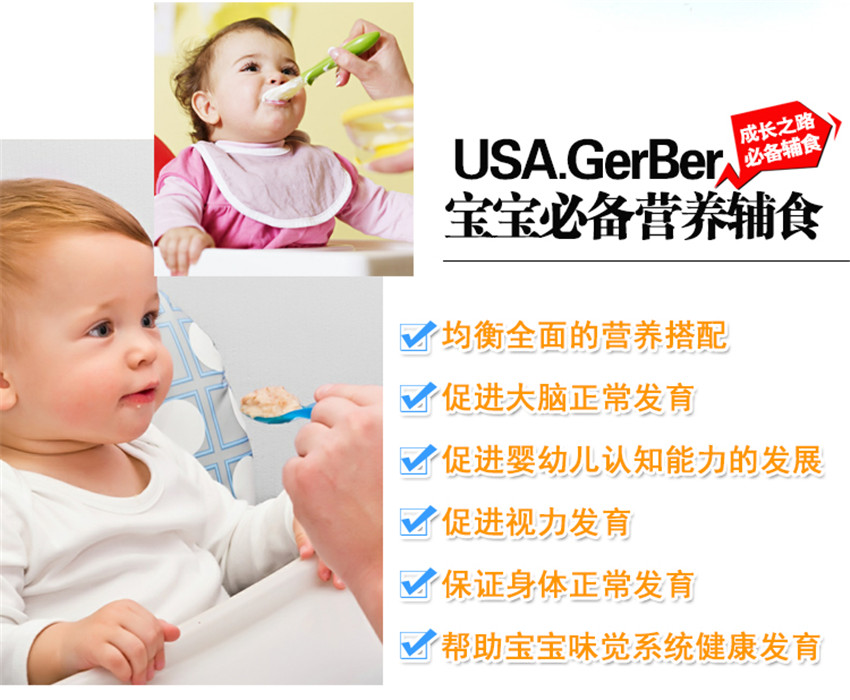 USA.GerBer
成长之路
必备辅食
宝宝必备营养辅食
均衡全面的营养搭配
促进大脑正常发育
促进婴幼儿认知能力的发展
促进视力发育
保证身体正常发育
帮助宝宝味觉系统健康发育